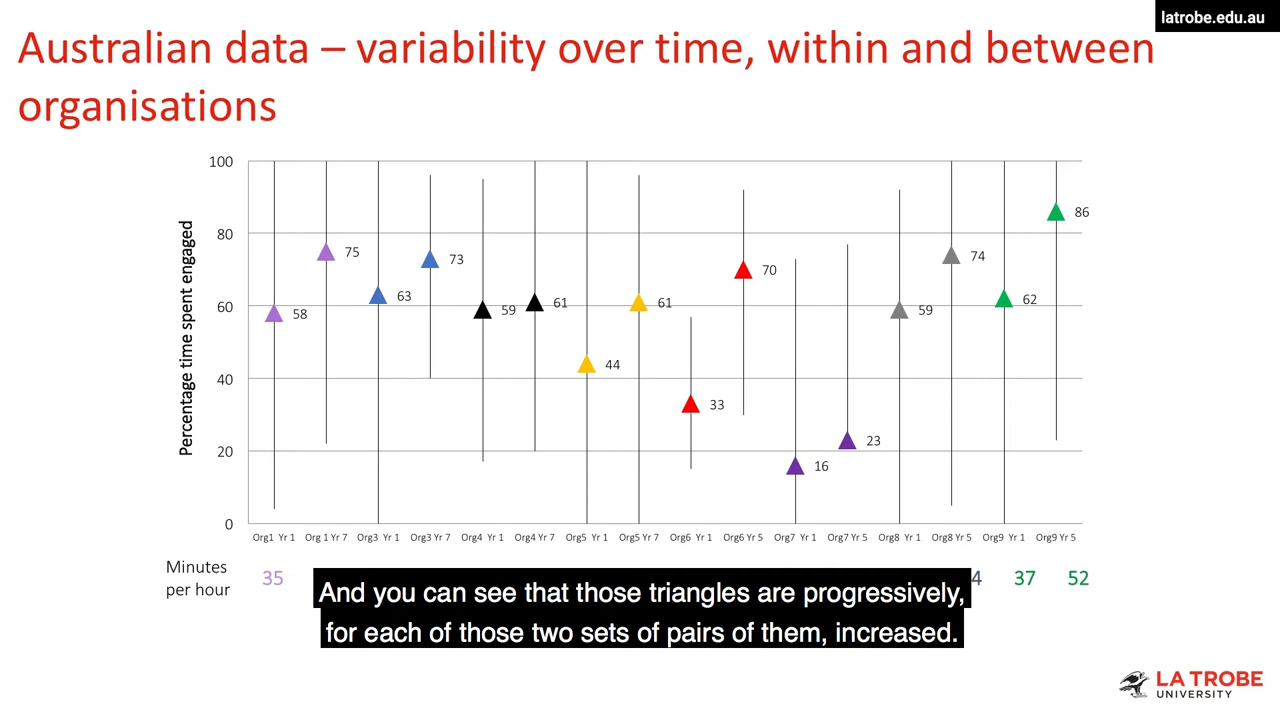 latrobe.edu.au
Australian data – variability over time, within and between
organisations
Percentage time spent engaged
100
80
60
40
20
0
58
75
63
73
59
61
44
61
33
70
16
23
59
74
62
86
Org1 Yr 1
Org 1 Yr 7
Org3 Yr 1
Org3 Yr 7
Org4 Yr 1
Org4 Yr 7
Org5 Yr 1
Org5 Yr 7
Org6 Yr 1
Org6 Yr 5
Org7 Yr 1
Org7 Yr 5
Org8 Yr 1
Org8 Yr 5
Org9 Yr 1
Org9 Yr 5
Minutes
per hour
35
4
37
52
And you can see that those triangles are progressively,
for each of those two sets of pairs of them, increased.
LA TROBE
UNIVERSITY